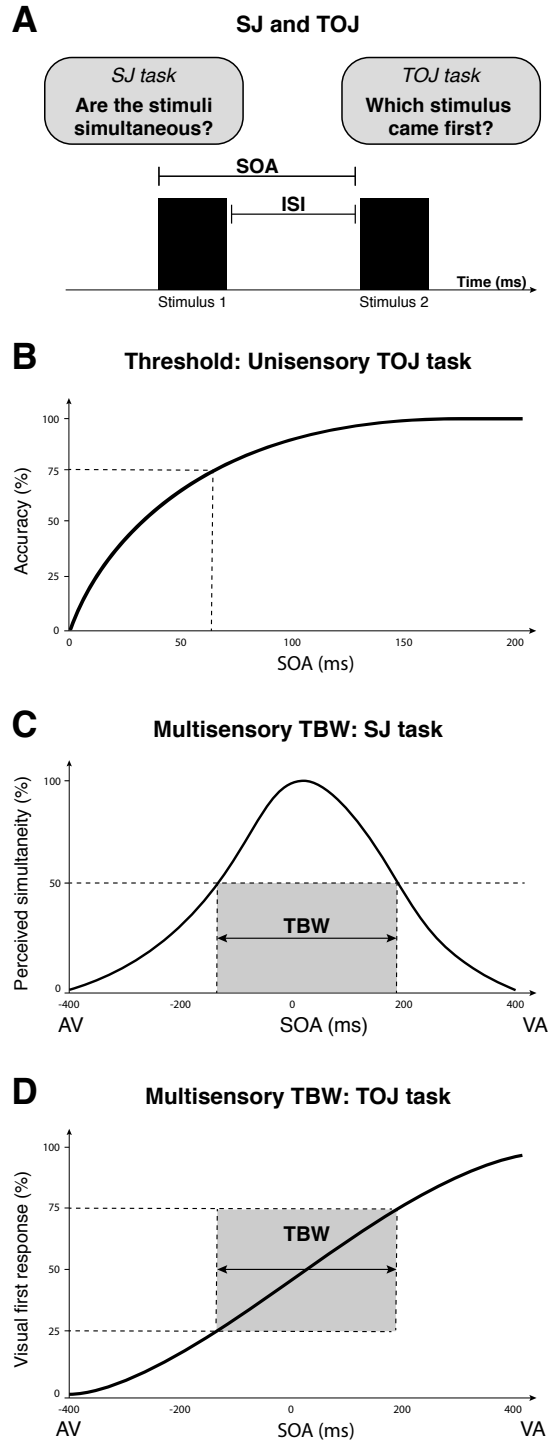 A
SJ and TOJ
SJ task
Are the stimuli
simultaneous?
TOJ task
Which stimulus
came first?
SOA
ISI
Time (ms)
Stimulus 1
Stimulus 2
B
Threshold: Unisensory TOJ task
Accuracy (%)
100
75
50
25
0
0 50 100 150 200
SOA (ms)
C
Multisensory TBW: SJ task
Perceived simultaneity (%)
100
50
0
TBW
-400 -200 0 200 400
AV SOA (ms) VA
D
Multisensory TBW: TOJ task
Visual first response (%)
100
75
50
25
0
TBW
-400 -200 0 200 400
AV SOA (ms) VA